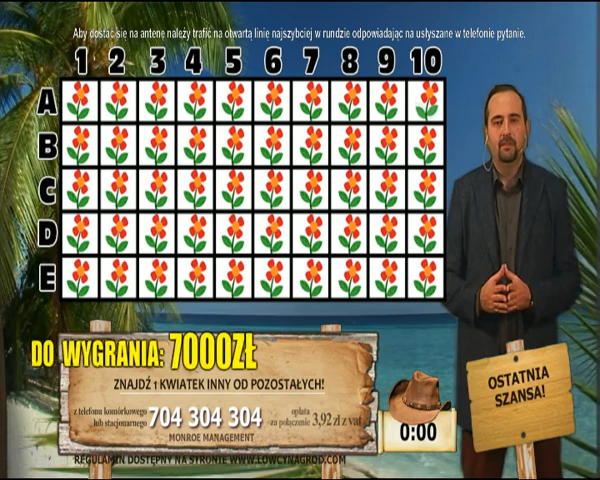 Aby dostać się na antenę należy trafić na otwartą linię najszybciej w rundzie odpowiadając na usłyszane w telefonie pytanie.
1 2 3 4 5 6 7 8 9 10
A
B
C
D
E
DO WYGRANIA: 7000ZŁ
ZNAJDŹ 1 KWIATEK INNY OD POZOSTAŁYCH!
z telefonu komórkowego
lub stacjonarnego
704 304 304
opłata
za połączenie 3,92 zł z vat
MONROE MANAGEMENT
REGULAMIN DOSTĘPNY NA STRONIE WWW.LOWCYNAGROD.COM
0:00
OSTATNIA
SZANSA!